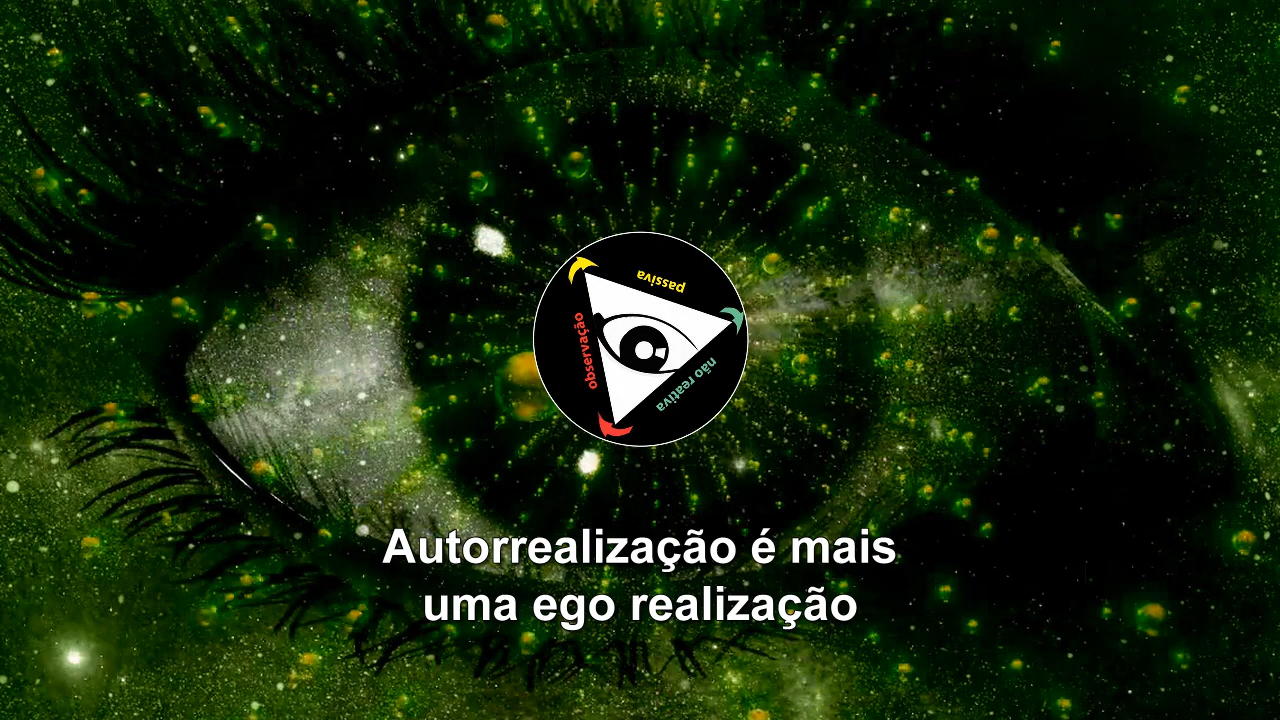 passiva
observação
não reativa
Autorrealização é mais
uma ego realização